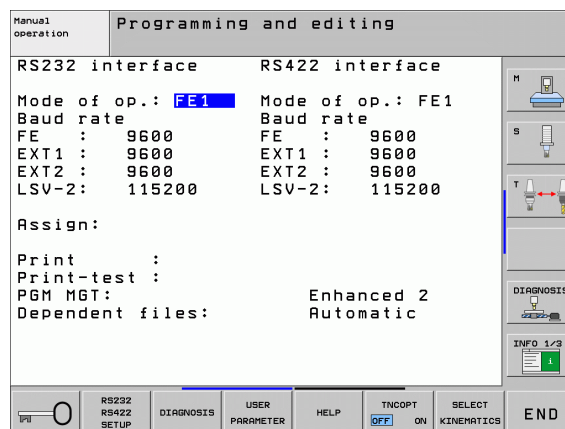 Manual operation
Programming and editing
RS232 interface RS422 interface
Mode of op.: FE1 Mode of op.: FE1
Baud rate Baud rate
FE : 9600 FE : 9600
EXT1 : 9600 EXT1 : 9600
EXT2 : 9600 EXT2 : 9600
LSV-2: 115200 LSV-2: 115200
Assign:
Print :
Print-test :
PGM MGT: Enhanced 2
Dependent files: Automatic
M
S
T
DIAGNOSIS
INFO 1/3
i
RS232
RS422
SETUP
DIAGNOSIS
USER
PARAMETER
HELP
TNCOPT
OFF ON
SELECT
KINEMATICS
END